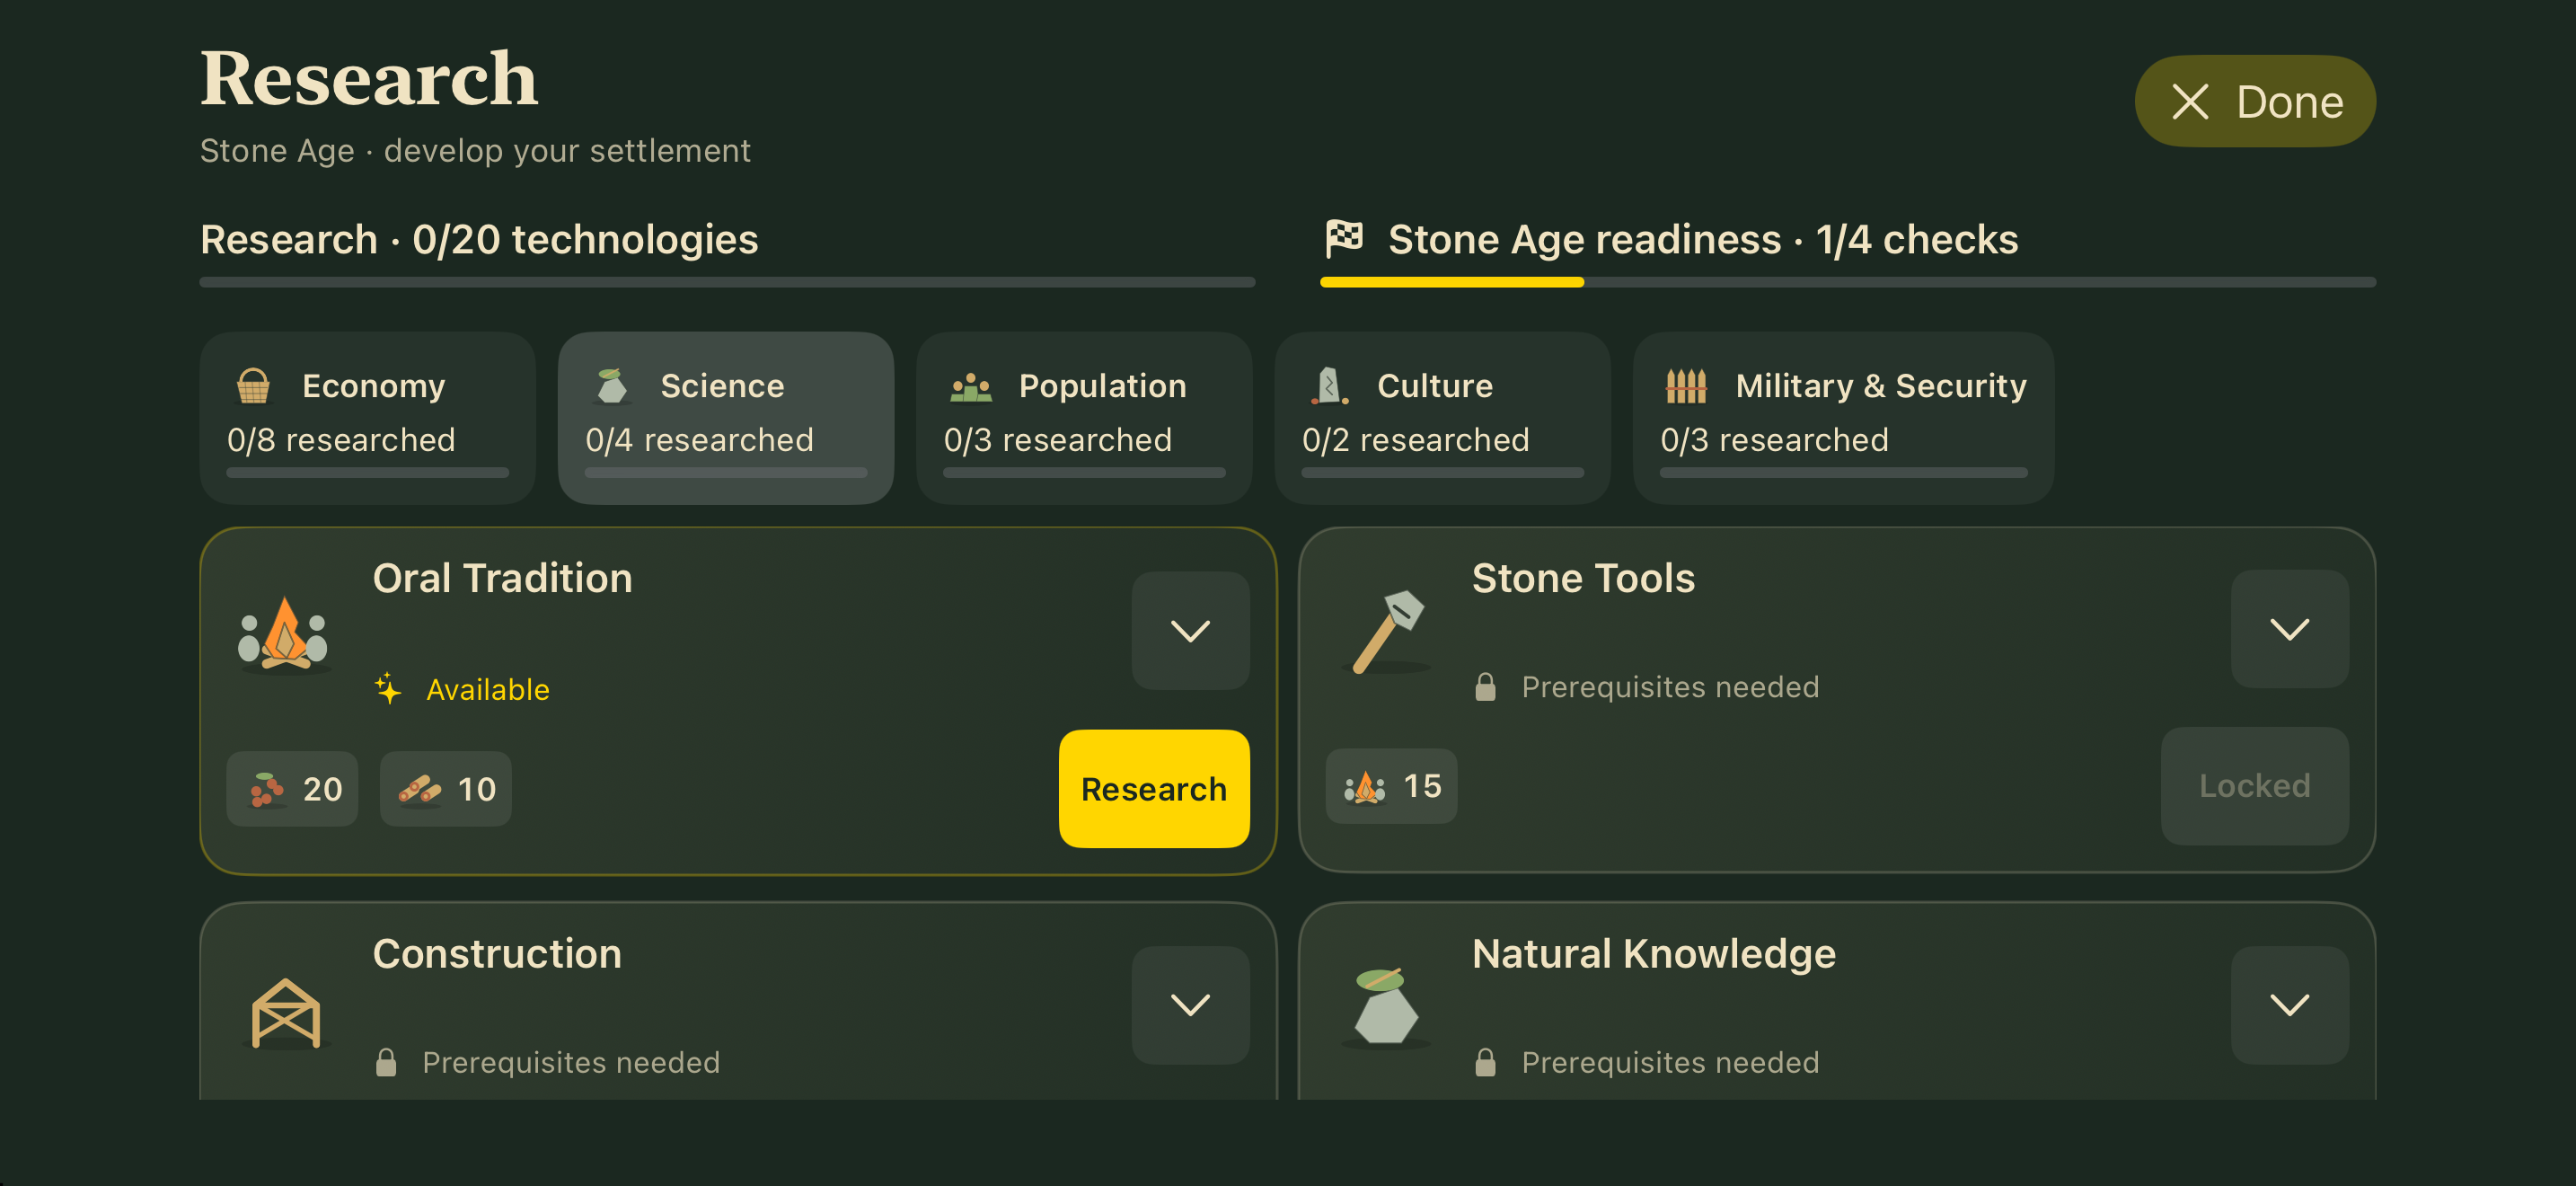 Research
Done
Stone Age · develop your settlement
Research · 0/20 technologies
Stone Age readiness · 1/4 checks
Economy
0/8 researched
Science
0/4 researched
Population
0/3 researched
Culture
0/2 researched
Military & Security
0/3 researched
Oral Tradition
Available
20
10
Research
Stone Tools
Prerequisites needed
15
Locked
Construction
Prerequisites needed
Natural Knowledge
Prerequisites needed